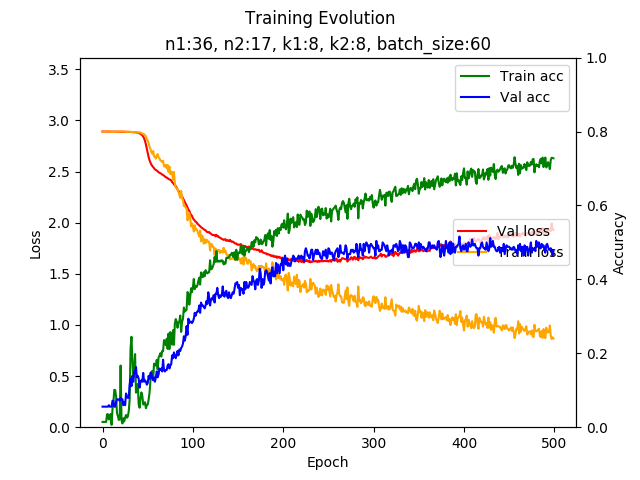 Training Evolution
n1:36, n2:17, k1:8, k2:8, batch_size:60
Train acc
Val acc
Val loss
Train loss
Loss
3.5
3.0
2.5
2.0
1.5
1.0
0.5
0.0
1.0
0.8
0.6
0.4
0.2
0.0
Accuracy
0 100 200 300 400 500
Epoch